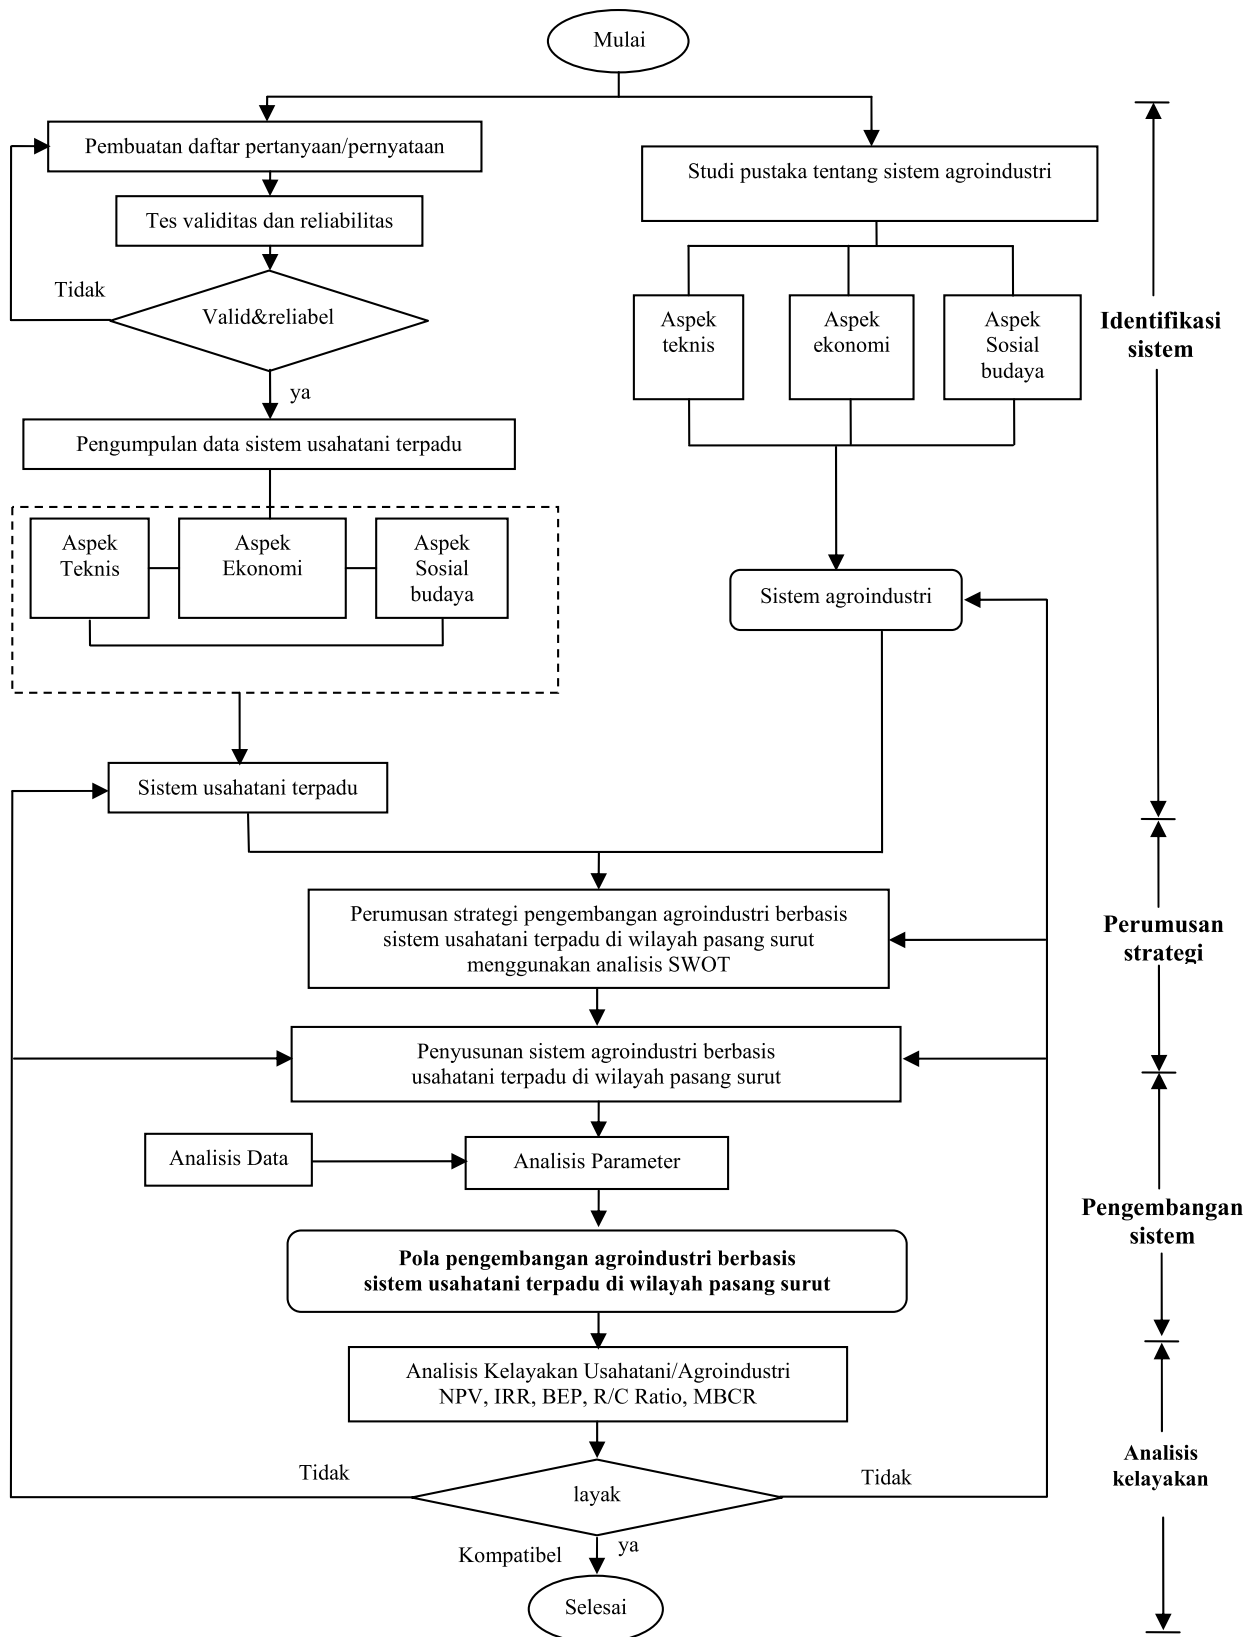 Mulai
Pembuatan daftar pertanyaan/pernyataan
Tes validitas dan reliabilitas
Tidak
Valid&reliabel
ya
Pengumpulan data sistem usahatani terpadu
Aspek
Teknis
Aspek
Ekonomi
Aspek
Sosial
budaya
Sistem usahatani terpadu
Studi pustaka tentang sistem agroindustri
Aspek
teknis
Aspek
ekonomi
Aspek
Sosial
budaya
Sistem agroindustri
Identifikasi
sistem
Perumusan strategi pengembangan agroindustri berbasis
sistem usahatani terpadu di wilayah pasang surut
menggunakan analisis SWOT
Perumusan
strategi
Penyusunan sistem agroindustri berbasis
usahatani terpadu di wilayah pasang surut
Analisis Data
Analisis Parameter
Pola pengembangan agroindustri berbasis
sistem usahatani terpadu di wilayah pasang surut
Pengembangan
sistem
Analisis Kelayakan Usahatani/Agroindustri
NPV, IRR, BEP, R/C Ratio, MBCR
Tidak
layak
Tidak
Analisis
kelayakan
Kompatibel
ya
Selesai